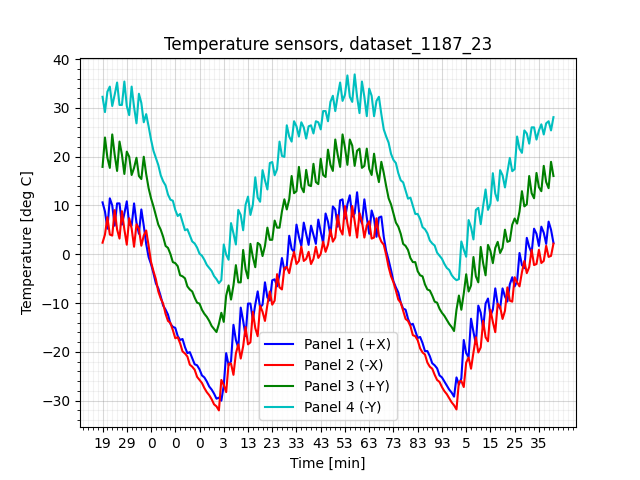 Temperature sensors, dataset_1187_23
Temperature [deg C]
40
30
20
10
0
−10
−20
−30
Panel 1 (+X)
Panel 2 (-X)
Panel 3 (+Y)
Panel 4 (-Y)
19 29 0 0 0 3 13 23 33 43 53 63 73 83 93 5 15 25 35
Time [min]